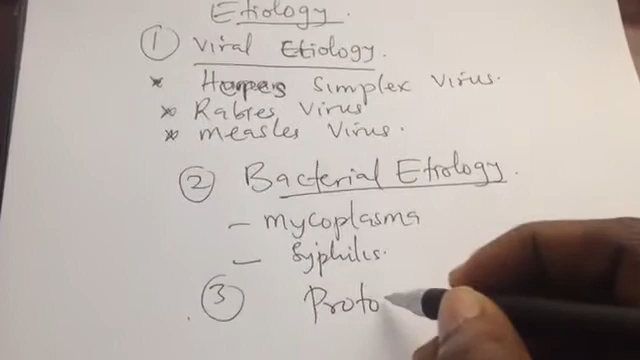 Etiology.
① Viral Etiology.
* Herpes Simplex Virus.
* Rabies Virus
* measles Virus.
② Bacterial Etiology.
– mycoplasma
– Syphilis.
③ Proto